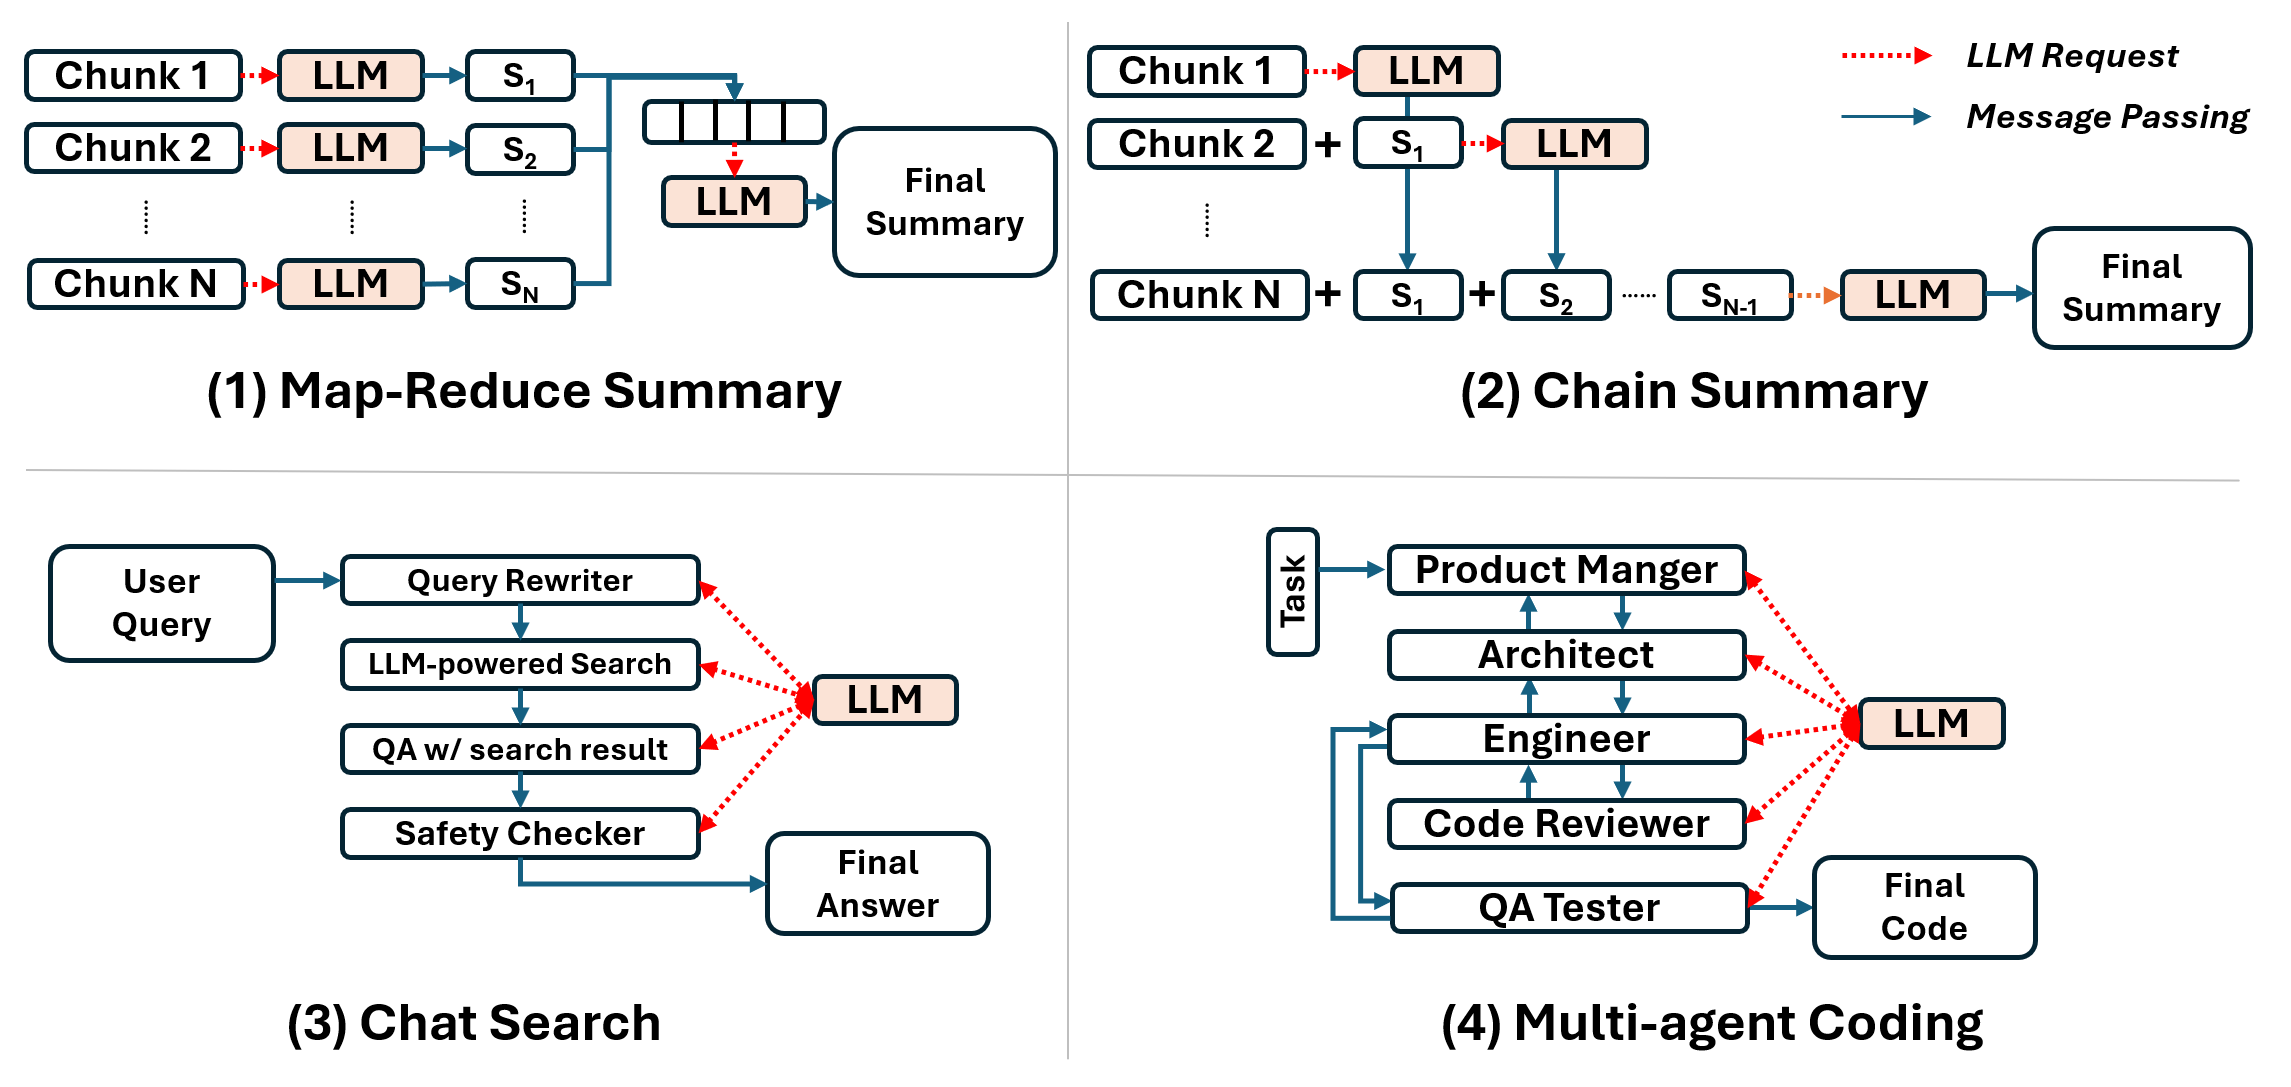 Chunk 1 LLM S1
Chunk 2 LLM S2
Chunk N LLM SN
LLM
Final
Summary
(1) Map-Reduce Summary
Chunk 1 LLM
Chunk 2 + S1 LLM
Chunk N + S1 + S2 ...... SN-1 LLM
Final
Summary
LLM Request
Message Passing
(2) Chain Summary
User
Query
Query Rewriter
LLM-powered Search
QA w/ search result
Safety Checker
LLM
Final
Answer
(3) Chat Search
Task
Product Manger
Architect
Engineer
Code Reviewer
QA Tester
LLM
Final
Code
(4) Multi-agent Coding